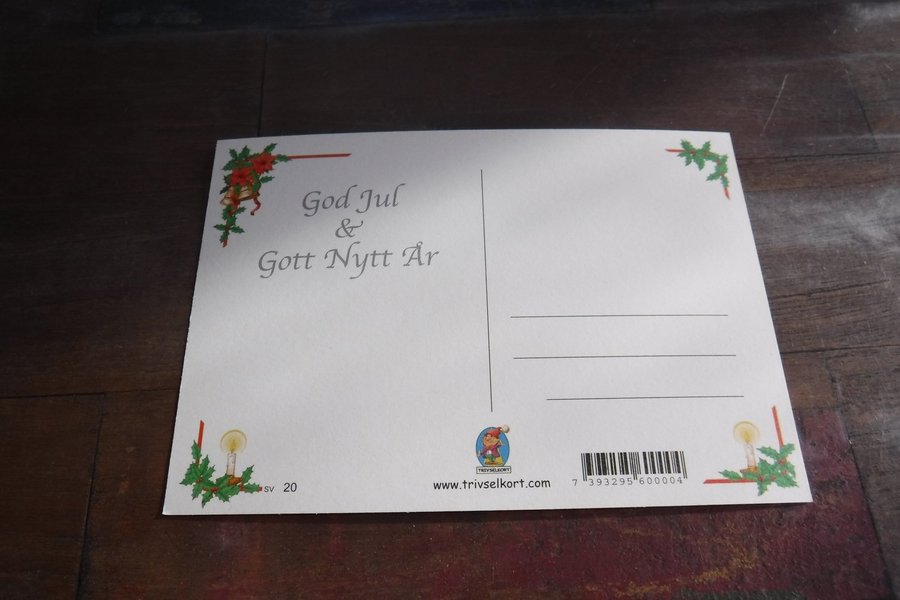 God Jul
&
Gott Nytt År
SV 20
TRIVSELKORT
www.trivselkort.com
7 393295 600004